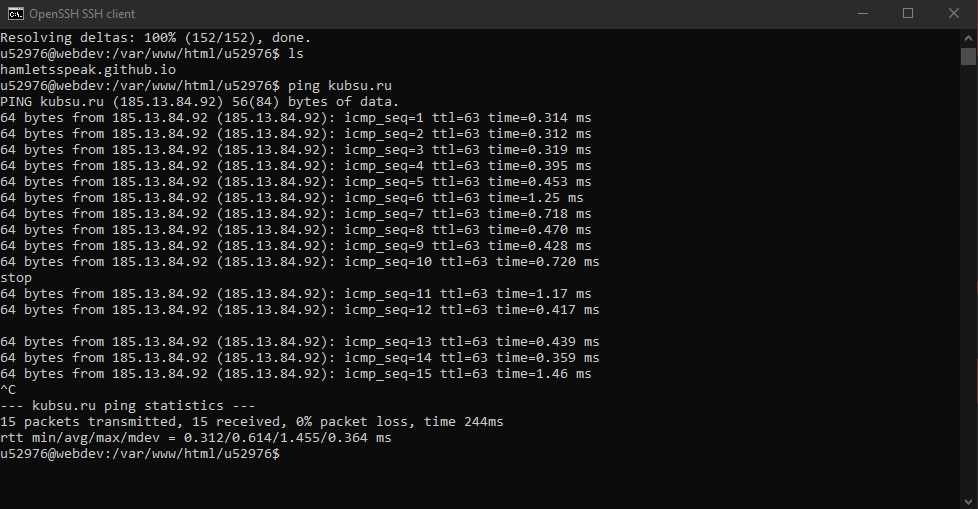 OpenSSH SSH client
Resolving deltas: 100% (152/152), done.
u52976@webdev:/var/www/html/u52976$ ls
hamletsspeak.github.io
u52976@webdev:/var/www/html/u52976$ ping kubsu.ru
PING kubsu.ru (185.13.84.92) 56(84) bytes of data.
64 bytes from 185.13.84.92 (185.13.84.92): icmp_seq=1 ttl=63 time=0.314 ms
64 bytes from 185.13.84.92 (185.13.84.92): icmp_seq=2 ttl=63 time=0.312 ms
64 bytes from 185.13.84.92 (185.13.84.92): icmp_seq=3 ttl=63 time=0.319 ms
64 bytes from 185.13.84.92 (185.13.84.92): icmp_seq=4 ttl=63 time=0.395 ms
64 bytes from 185.13.84.92 (185.13.84.92): icmp_seq=5 ttl=63 time=0.453 ms
64 bytes from 185.13.84.92 (185.13.84.92): icmp_seq=6 ttl=63 time=1.25 ms
64 bytes from 185.13.84.92 (185.13.84.92): icmp_seq=7 ttl=63 time=0.718 ms
64 bytes from 185.13.84.92 (185.13.84.92): icmp_seq=8 ttl=63 time=0.470 ms
64 bytes from 185.13.84.92 (185.13.84.92): icmp_seq=9 ttl=63 time=0.428 ms
64 bytes from 185.13.84.92 (185.13.84.92): icmp_seq=10 ttl=63 time=0.720 ms
stop
64 bytes from 185.13.84.92 (185.13.84.92): icmp_seq=11 ttl=63 time=1.17 ms
64 bytes from 185.13.84.92 (185.13.84.92): icmp_seq=12 ttl=63 time=0.417 ms
64 bytes from 185.13.84.92 (185.13.84.92): icmp_seq=13 ttl=63 time=0.439 ms
64 bytes from 185.13.84.92 (185.13.84.92): icmp_seq=14 ttl=63 time=0.359 ms
64 bytes from 185.13.84.92 (185.13.84.92): icmp_seq=15 ttl=63 time=1.46 ms
^C
--- kubsu.ru ping statistics ---
15 packets transmitted, 15 received, 0% packet loss, time 244ms
rtt min/avg/max/mdev = 0.312/0.614/1.455/0.364 ms
u52976@webdev:/var/www/html/u52976$